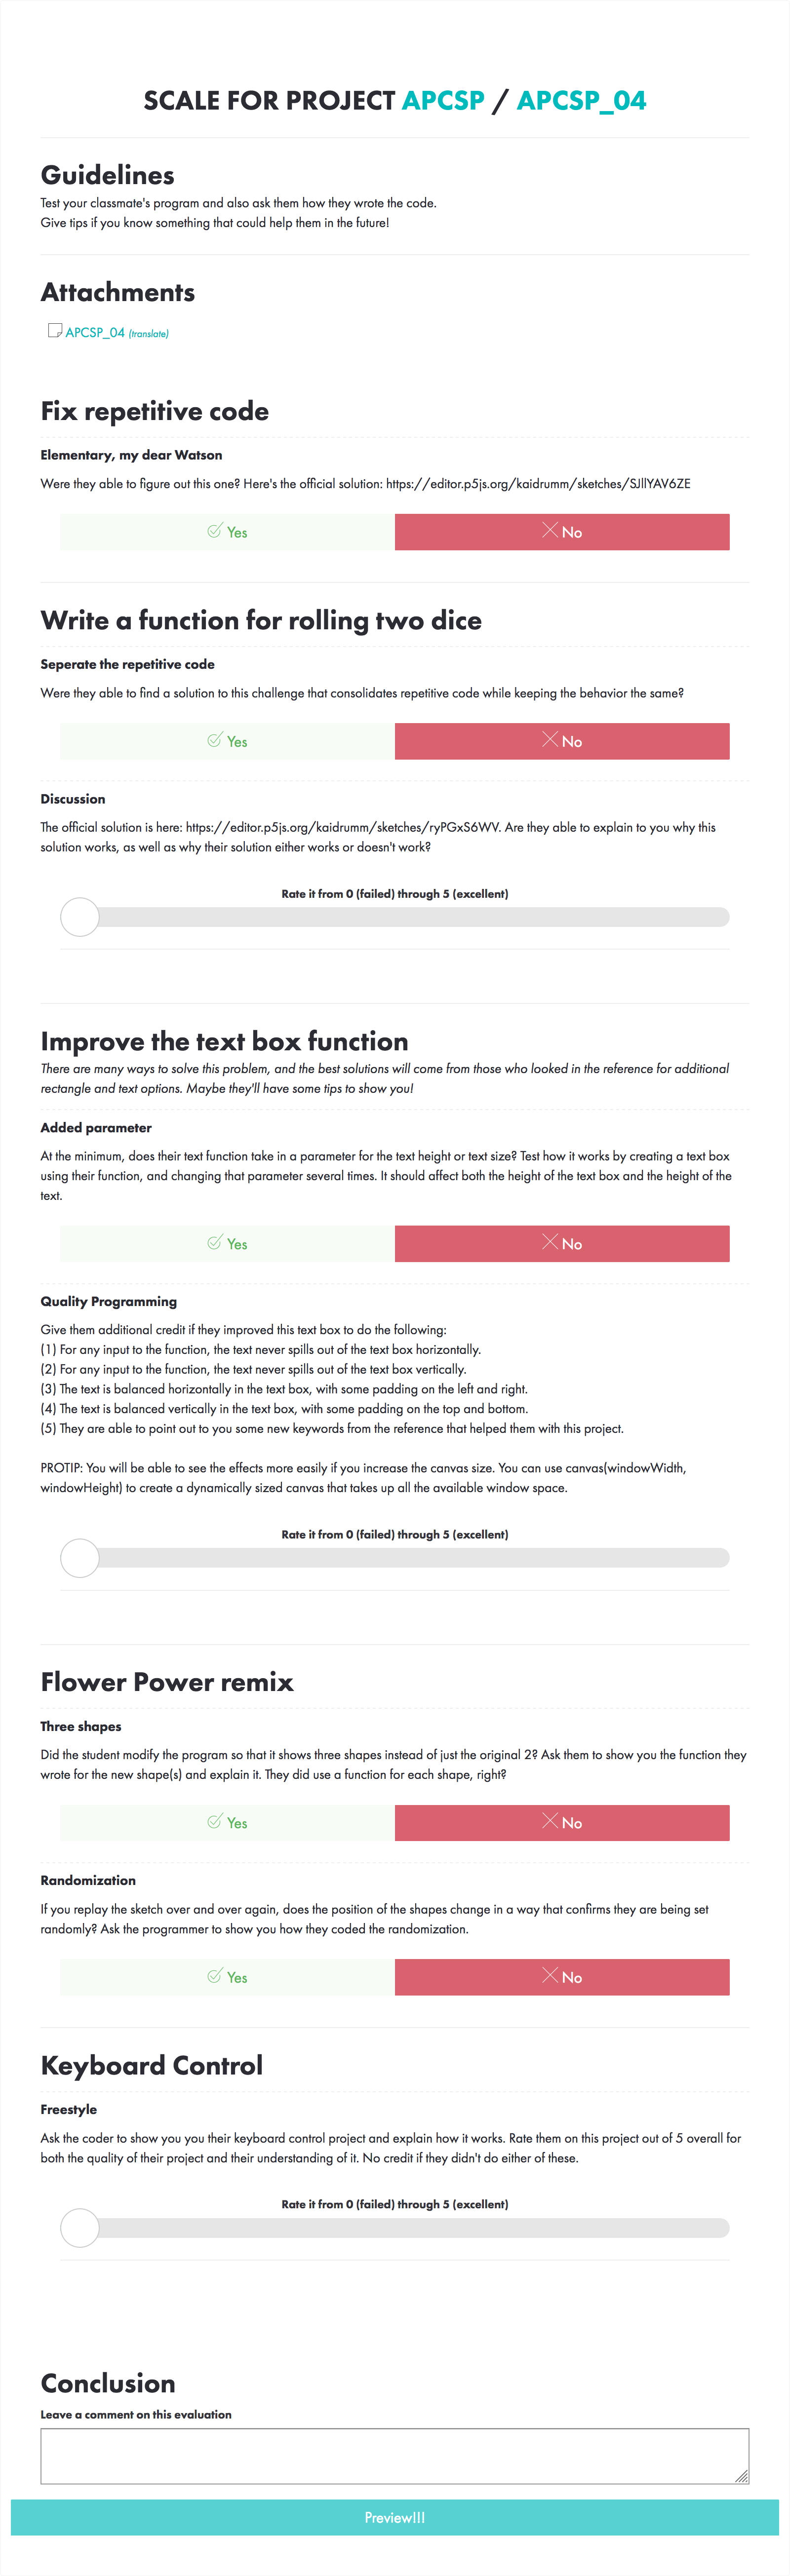 SCALE FOR PROJECT APCSP / APCSP_04
Guidelines
Test your classmate's program and also ask them how they wrote the code.
Give tips if you know something that could help them in the future!
Attachments
APCSP_04 (translate)
Fix repetitive code
Elementary, my dear Watson
Were they able to figure out this one? Here's the official solution: https://editor.p5js.org/kaidrumm/sketches/SJllYAV6ZE
Yes
No
Write a function for rolling two dice
Seperate the repetitive code
Were they able to find a solution to this challenge that consolidates repetitive code while keeping the behavior the same?
Yes
No
Discussion
The official solution is here: https://editor.p5js.org/kaidrumm/sketches/ryPGxS6WV. Are they able to explain to you why this
solution works, as well as why their solution either works or doesn't work?
Rate it from 0 (failed) through 5 (excellent)
Improve the text box function
There are many ways to solve this problem, and the best solutions will come from those who looked in the reference for additional
rectangle and text options. Maybe they'll have some tips to show you!
Added parameter
At the minimum, does their text function take in a parameter for the text height or text size? Test how it works by creating a text box
using their function, and changing that parameter several times. It should affect both the height of the text box and the height of the
text.
Yes
No
Quality Programming
Give them additional credit if they improved this text box to do the following:
(1) For any input to the function, the text never spills out of the text box horizontally.
(2) For any input to the function, the text never spills out of the text box vertically.
(3) The text is balanced horizontally in the text box, with some padding on the left and right.
(4) The text is balanced vertically in the text box, with some padding on the top and bottom.
(5) They are able to point out to you some new keywords from the reference that helped them with this project.
PROTIP: You will be able to see the effects more easily if you increase the canvas size. You can use canvas(windowWidth,
windowHeight) to create a dynamically sized canvas that takes up all the available window space.
Rate it from 0 (failed) through 5 (excellent)
Flower Power remix
Three shapes
Did the student modify the program so that it shows three shapes instead of just the original 2? Ask them to show you the function they
wrote for the new shape(s) and explain it. They did use a function for each shape, right?
Yes
No
Randomization
If you replay the sketch over and over again, does the position of the shapes change in a way that confirms they are being set
randomly? Ask the programmer to show you how they coded the randomization.
Yes
No
Keyboard Control
Freestyle
Ask the coder to show you you their keyboard control project and explain how it works. Rate them on this project out of 5 overall for
both the quality of their project and their understanding of it. No credit if they didn't do either of these.
Rate it from 0 (failed) through 5 (excellent)
Conclusion
Leave a comment on this evaluation
Preview!!!